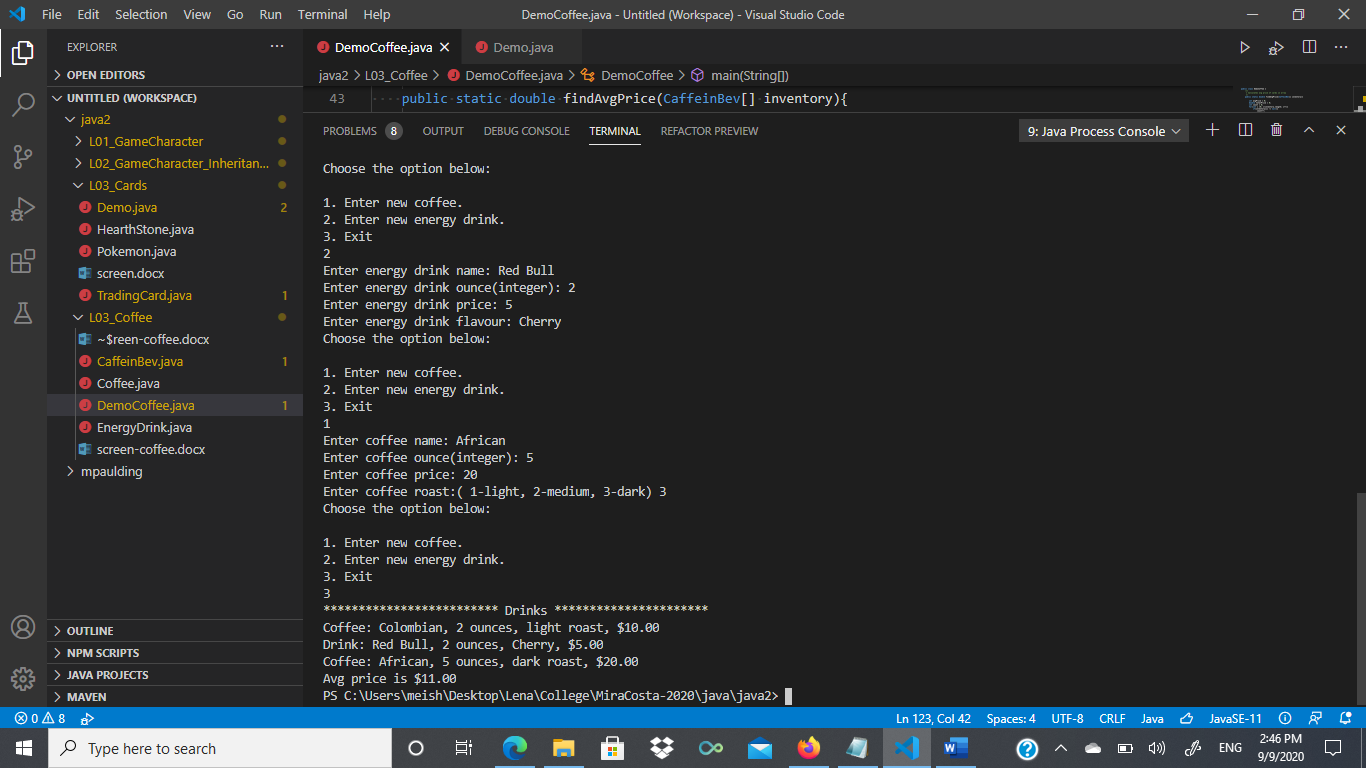 File Edit Selection View Go Run Terminal Help DemoCoffee.java - Untitled (Workspace) - Visual Studio Code
EXPLORER
OPEN EDITORS
UNTITLED (WORKSPACE)
java2
L01_GameCharacter
L02_GameCharacter_Inheritan...
L03_Cards
Demo.java 2
HearthStone.java
Pokemon.java
screen.docx
TradingCard.java 1
L03_Coffee
~$reen-coffee.docx
CaffeinBev.java 1
Coffee.java
DemoCoffee.java 1
EnergyDrink.java
screen-coffee.docx
mpaulding
OUTLINE
NPM SCRIPTS
JAVA PROJECTS
MAVEN
DemoCoffee.java Demo.java
java2 > L03_Coffee > DemoCoffee.java > DemoCoffee > main(String[])
43 public static double findAvgPrice(CaffeinBev[] inventory){
PROBLEMS 8 OUTPUT DEBUG CONSOLE TERMINAL REFACTOR PREVIEW 9: Java Process Console
Choose the option below:
1. Enter new coffee.
2. Enter new energy drink.
3. Exit
2
Enter energy drink name: Red Bull
Enter energy drink ounce(integer): 2
Enter energy drink price: 5
Enter energy drink flavour: Cherry
Choose the option below:
1. Enter new coffee.
2. Enter new energy drink.
3. Exit
1
Enter coffee name: African
Enter coffee ounce(integer): 5
Enter coffee price: 20
Enter coffee roast:( 1-light, 2-medium, 3-dark) 3
Choose the option below:
1. Enter new coffee.
2. Enter new energy drink.
3. Exit
3
************************* Drinks **********************
Coffee: Colombian, 2 ounces, light roast, $10.00
Drink: Red Bull, 2 ounces, Cherry, $5.00
Coffee: African, 5 ounces, dark roast, $20.00
Avg price is $11.00
PS C:\Users\meish\Desktop\Lena\College\MiraCosta-2020\java\java2>
0 8 Ln 123, Col 42 Spaces: 4 UTF-8 CRLF Java JavaSE-11
Type here to search ENG 2:46 PM
9/9/2020